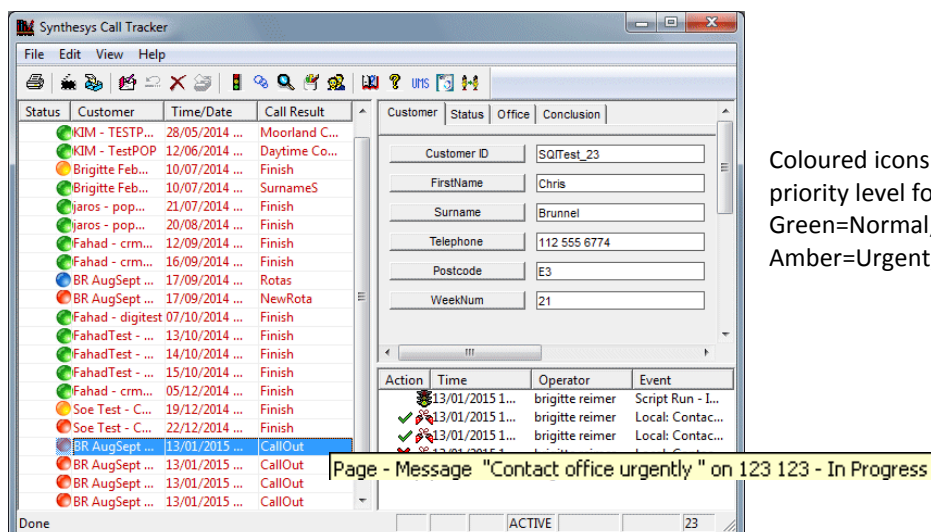 Synthesys Call Tracker
File Edit View Help
UMS
Status Customer Time/Date Call Result
KIM - TESTP... 28/05/2014 ... Moorland C...
KIM - TestPOP 12/06/2014 ... Daytime Co...
Brigitte Feb... 10/07/2014 ... Finish
Brigitte Feb... 10/07/2014 ... SurnameS
jaros - pop... 21/07/2014 ... Finish
jaros - pop... 20/08/2014 ... Finish
Fahad - crm... 12/09/2014 ... Finish
Fahad - crm... 16/09/2014 ... Finish
BR AugSept ... 17/09/2014 ... Rotas
BR AugSept ... 17/09/2014 ... NewRota
Fahad - digitest 07/10/2014 ... Finish
FahadTest - ... 13/10/2014 ... Finish
FahadTest - ... 14/10/2014 ... Finish
FahadTest - ... 15/10/2014 ... Finish
Fahad - crm... 05/12/2014 ... Finish
Soe Test - C... 19/12/2014 ... Finish
Soe Test - C... 22/12/2014 ... Finish
BR AugSept ... 13/01/2015 ... CallOut
BR AugSept ... 13/01/2015 ... CallOut
BR AugSept ... 13/01/2015 ... CallOut
BR AugSept ... 13/01/2015 ... CallOut
Customer Status Office Conclusion
Customer ID SQITest_23
FirstName Chris
Surname Brunnel
Telephone 112 555 6774
Postcode E3
WeekNum 21
Action Time Operator Event
13/01/2015 1... brigitte reimer Script Run - I...
13/01/2015 1... brigitte reimer Local: Contac...
13/01/2015 1... brigitte reimer Local: Contac...
Page - Message "Contact office urgently " on 123 123 - In Progress
Done ACTIVE 23
Coloured icons
priority level fo
Green=Normal,
Amber=Urgent